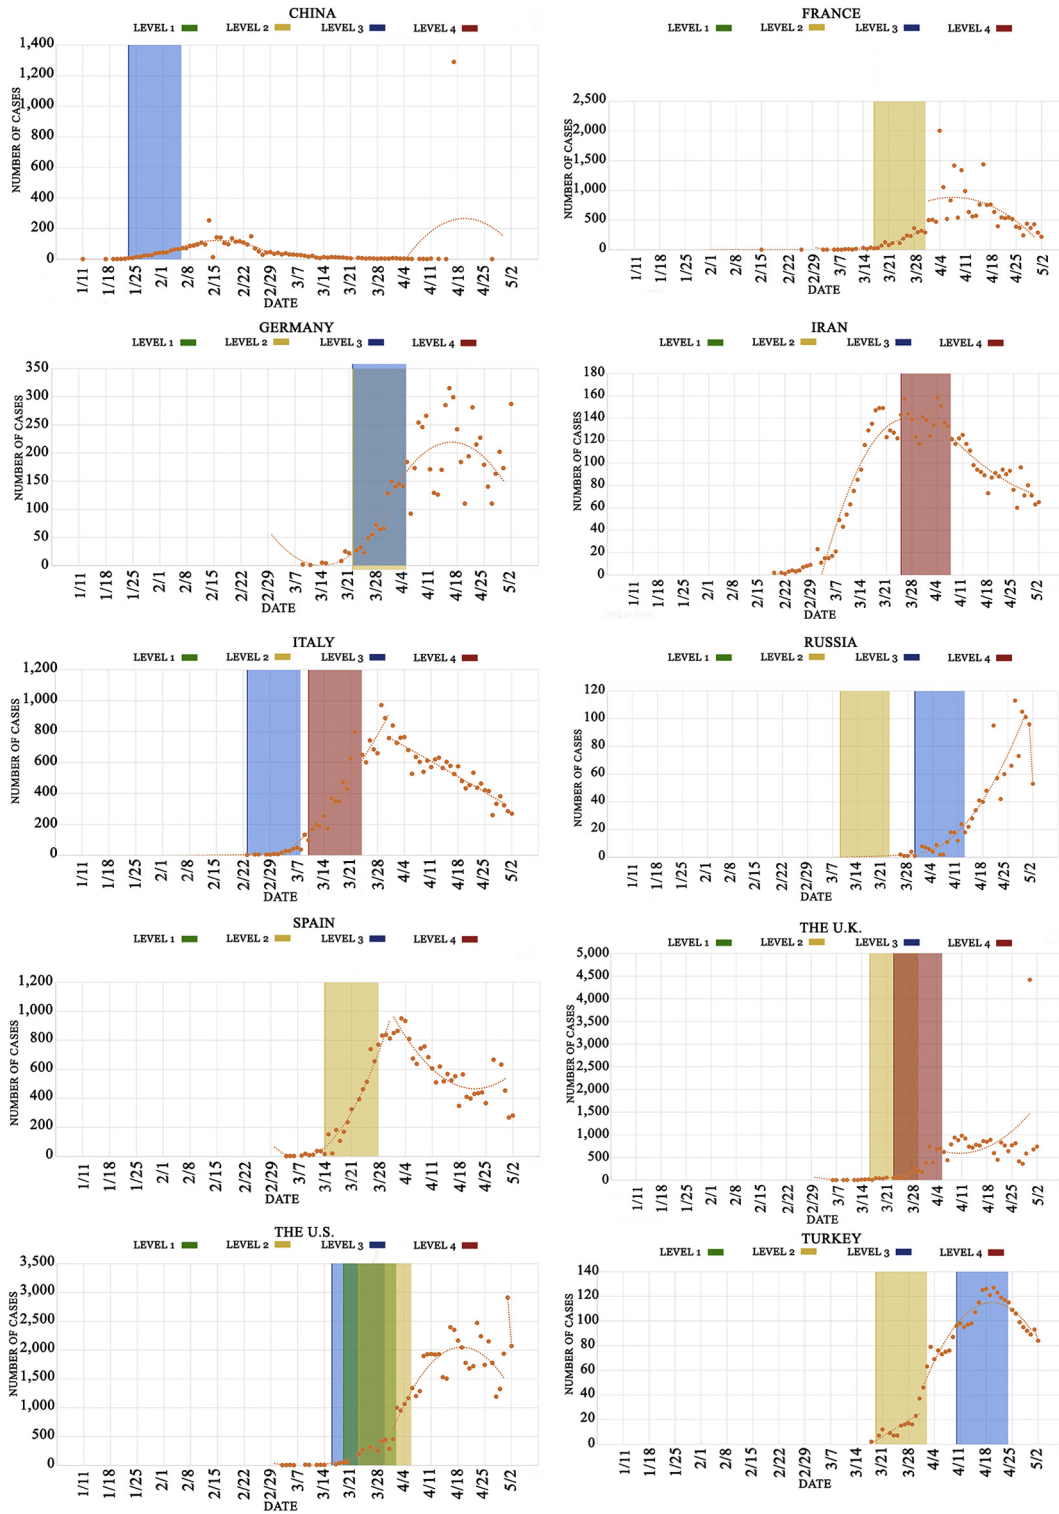 CHINA
LEVEL 1 LEVEL 2 LEVEL 3 LEVEL 4
1,400
1,200
1,000
800
600
400
200
0
NUMBER OF CASES
1/11 1/18 1/25 2/1 2/8 2/15 2/22 2/29 3/7 3/14 3/21 3/28 4/4 4/11 4/18 4/25 5/2
DATE
FRANCE
LEVEL 1 LEVEL 2 LEVEL 3 LEVEL 4
2,500
2,000
1,500
1,000
500
0
NUMBER OF CASES
1/11 1/18 1/25 2/1 2/8 2/15 2/22 2/29 3/7 3/14 3/21 3/28 4/4 4/11 4/18 4/25 5/2
DATE
GERMANY
LEVEL 1 LEVEL 2 LEVEL 3 LEVEL 4
350
300
250
200
150
100
50
0
NUMBER OF CASES
1/11 1/18 1/25 2/1 2/8 2/15 2/22 2/29 3/7 3/14 3/21 3/28 4/4 4/11 4/18 4/25 5/2
DATE
IRAN
LEVEL 1 LEVEL 2 LEVEL 3 LEVEL 4
180
160
140
120
100
80
60
40
20
0
NUMBER OF CASES
1/11 1/18 1/25 2/1 2/8 2/15 2/22 2/29 3/7 3/14 3/21 3/28 4/4 4/11 4/18 4/25 5/2
DATE
ITALY
LEVEL 1 LEVEL 2 LEVEL 3 LEVEL 4
1,200
1,000
800
600
400
200
0
NUMBER OF CASES
1/11 1/18 1/25 2/1 2/8 2/15 2/22 2/29 3/7 3/14 3/21 3/28 4/4 4/11 4/18 4/25 5/2
DATE
RUSSIA
LEVEL 1 LEVEL 2 LEVEL 3 LEVEL 4
120
100
80
60
40
20
0
NUMBER OF CASES
1/11 1/18 1/25 2/1 2/8 2/15 2/22 2/29 3/7 3/14 3/21 3/28 4/4 4/11 4/18 4/25 5/2
DATE
SPAIN
LEVEL 1 LEVEL 2 LEVEL 3 LEVEL 4
1,200
1,000
800
600
400
200
0
NUMBER OF CASES
1/11 1/18 1/25 2/1 2/8 2/15 2/22 2/29 3/7 3/14 3/21 3/28 4/4 4/11 4/18 4/25 5/2
DATE
THE U.K.
LEVEL 1 LEVEL 2 LEVEL 3 LEVEL 4
5,000
4,500
4,000
3,500
3,000
2,500
2,000
1,500
1,000
500
0
NUMBER OF CASES
1/11 1/18 1/25 2/1 2/8 2/15 2/22 2/29 3/7 3/14 3/21 3/28 4/4 4/11 4/18 4/25 5/2
DATE
THE U.S.
LEVEL 1 LEVEL 2 LEVEL 3 LEVEL 4
3,500
3,000
2,500
2,000
1,500
1,000
500
0
NUMBER OF CASES
1/11 1/18 1/25 2/1 2/8 2/15 2/22 2/29 3/7 3/14 3/21 3/28 4/4 4/11 4/18 4/25 5/2
DATE
TURKEY
LEVEL 1 LEVEL 2 LEVEL 3 LEVEL 4
140
120
100
80
60
40
20
0
NUMBER OF CASES
1/11 1/18 1/25 2/1 2/8 2/15 2/22 2/29 3/7 3/14 3/21 3/28 4/4 4/11 4/18 4/25 5/2
DATE